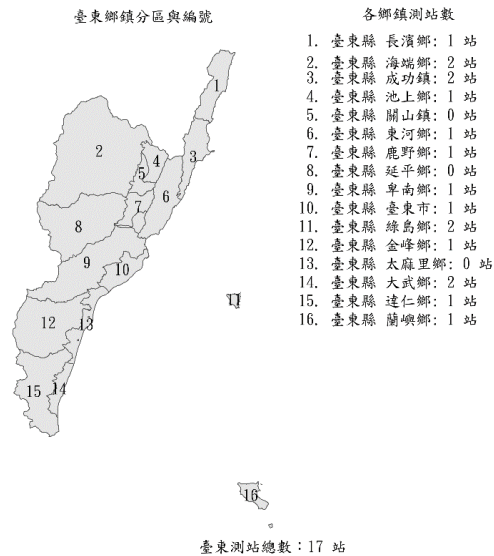 臺東鄉鎮分區與編號
各鄉鎮測站數
1. 臺東縣 長濱鄉: 1 站
2. 臺東縣 海端鄉: 2 站
3. 臺東縣 成功鎮: 2 站
4. 臺東縣 池上鄉: 1 站
5. 臺東縣 關山鎮: 0 站
6. 臺東縣 東河鄉: 1 站
7. 臺東縣 鹿野鄉: 1 站
8. 臺東縣 延平鄉: 0 站
9. 臺東縣 卑南鄉: 1 站
10. 臺東縣 臺東市: 1 站
11. 臺東縣 綠島鄉: 2 站
12. 臺東縣 金峰鄉: 1 站
13. 臺東縣 太麻里鄉: 0 站
14. 臺東縣 大武鄉: 2 站
15. 臺東縣 達仁鄉: 1 站
16. 臺東縣 蘭嶼鄉: 1 站
1
2
3
4
5
6
7
8
9
10
11
12
13
14
15
16
臺東測站總數：17 站